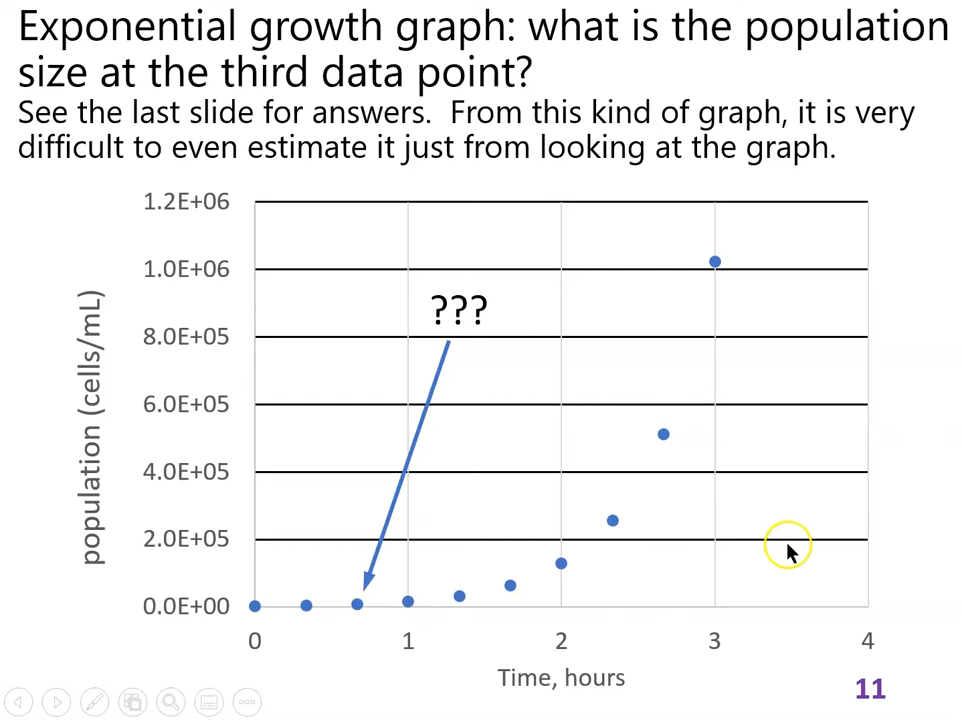 Exponential growth graph: what is the population
size at the third data point?
See the last slide for answers.  From this kind of graph, it is very
difficult to even estimate it just from looking at the graph.
1.2E+06
1.0E+06
???
8.0E+05
6.0E+05
4.0E+05
2.0E+05
0.0E+00
population (cells/mL)
0 1 2 3 4
Time, hours
11